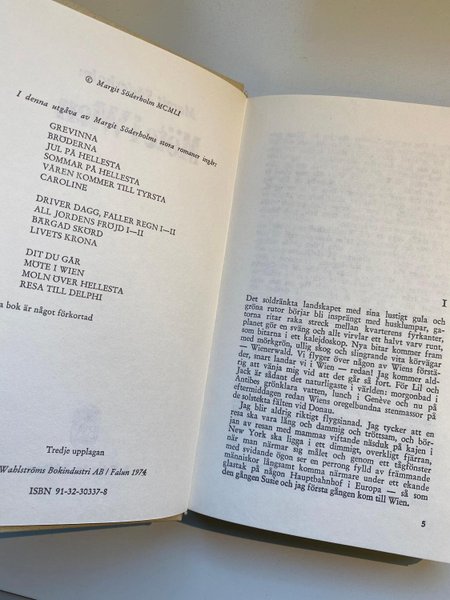 © Margit Söderholm MCMLI
I denna utgåva av Margit Söderholms stora romaner ingår:
GREVINNA
BRÖDERNA
JUL PÅ HELLESTA
SOMMAR PÅ HELLESTA
VÅREN KOMMER TILL TYRSTA
CAROLINE
DRIVER DAGG, FALLER REGN I—II
ALL JORDENS FRÖJD I—II
BÄRGAD SKÖRD
LIVETS KRONA
DIT DU GÅR
MÖTE I WIEN
MOLN ÖVER HELLESTA
RESA TILL DELPHI
a bok är något förkortad
Tredje upplagan
Wahlströms Bokindustri AB / Falun 1974
ISBN 91-32-30337-8
I
Det soldränkta landskapet med sina lustigt gula och
gröna rutor börjar bli insprängt med husklumpar, ga-
torna ritar raka streck mellan kvarterens fyrkanter,
planet gör en sväng och allt virvlar ett halvt varv runt,
som bitarna i ett kalejdoskop. Nya bitar kommer fram
med mörkgrön, ullig skog och slingrande vita körvägar
— Wienerwald. Vi flyger över någon av Wiens förstä-
der, snart landar vi i Wien — redan! Jag kommer ald-
rig att vänja mig vid att det går så fort. För Lil och
Jack är sådant det naturligaste i världen: morgonbad i
Antibes grönklara vatten, lunch i Genève och nu på
eftermiddagen redan Wiens oregelbundna stenmassor på
de solstekta fälten vid Donau.
Jag blir aldrig riktigt flygsinnad. Jag tycker att en
resa ska vara lång och dammig och tröttsam, och bör-
jan av resan med mammas viftande näsduk på kajen i
New York ska ligga i ett dimmigt, overkligt fjärran,
när man närmar sig målet och genom ett tågfönster
med svidande ögon ser en perrong fylld av främmande
människor långsamt komma närmare under ett ekande
glastak på någon Hauptbahnhof i Europa — så som
den gången Susie och jag första gången kom till Wien.
5